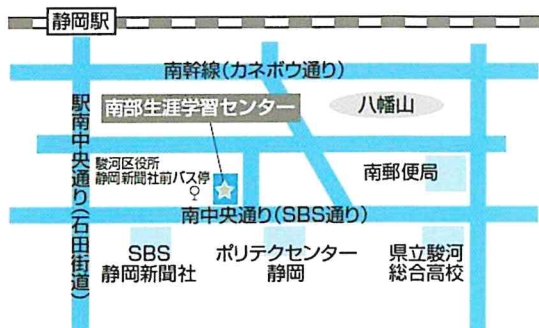 静岡駅
南幹線(カネボウ通り)
南部生涯学習センター
八幡山
駅南中央通り(石田街道)
駿河区役所
静岡新聞社前バス停
南郵便局
南中央通り(SBS通り)
SBS
静岡新聞社
ポリテクセンター
静岡
県立駿河
総合高校